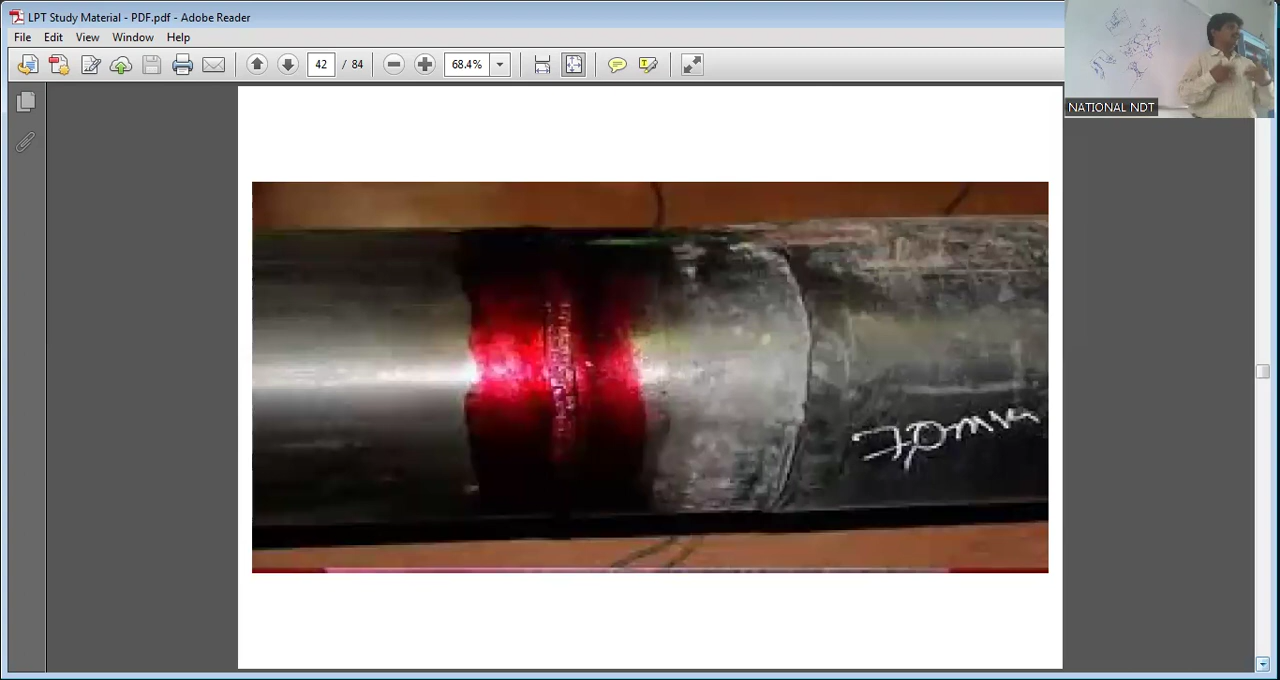 LPT Study Material - PDF.pdf - Adobe Reader
File Edit View Window Help
42 / 84 68.4%
NATIONAL NDT